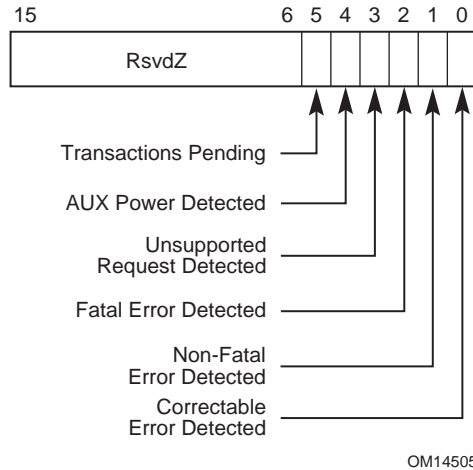 15 6 5 4 3 2 1 0
RsvdZ
Transactions Pending
AUX Power Detected
Unsupported
Request Detected
Fatal Error Detected
Non-Fatal
Error Detected
Correctable
Error Detected
OM14505